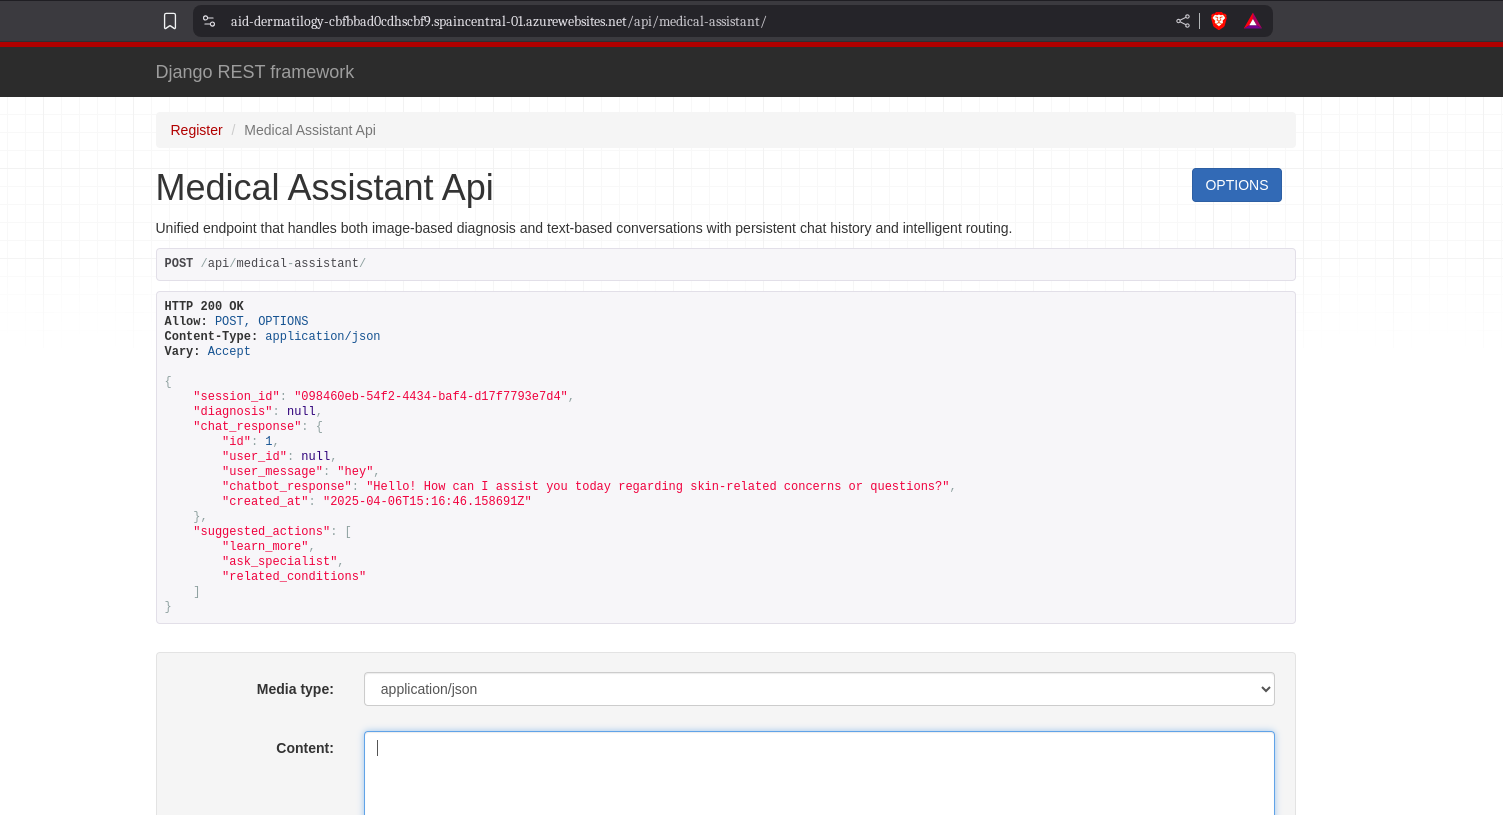 aid-dermatilogy-cbfbbad0cdhscbf9.spaincentral-01.azurewebsites.net/api/medical-assistant/
Django REST framework
Register / Medical Assistant Api
Medical Assistant Api
OPTIONS
Unified endpoint that handles both image-based diagnosis and text-based conversations with persistent chat history and intelligent routing.
POST /api/medical-assistant/
HTTP 200 OK
Allow: POST, OPTIONS
Content-Type: application/json
Vary: Accept
{
    "session_id": "098460eb-54f2-4434-baf4-d17f7793e7d4",
    "diagnosis": null,
    "chat_response": {
        "id": 1,
        "user_id": null,
        "user_message": "hey",
        "chatbot_response": "Hello! How can I assist you today regarding skin-related concerns or questions?",
        "created_at": "2025-04-06T15:16:46.158691Z"
    },
    "suggested_actions": [
        "learn_more",
        "ask_specialist",
        "related_conditions"
    ]
}
Media type: application/json
Content: